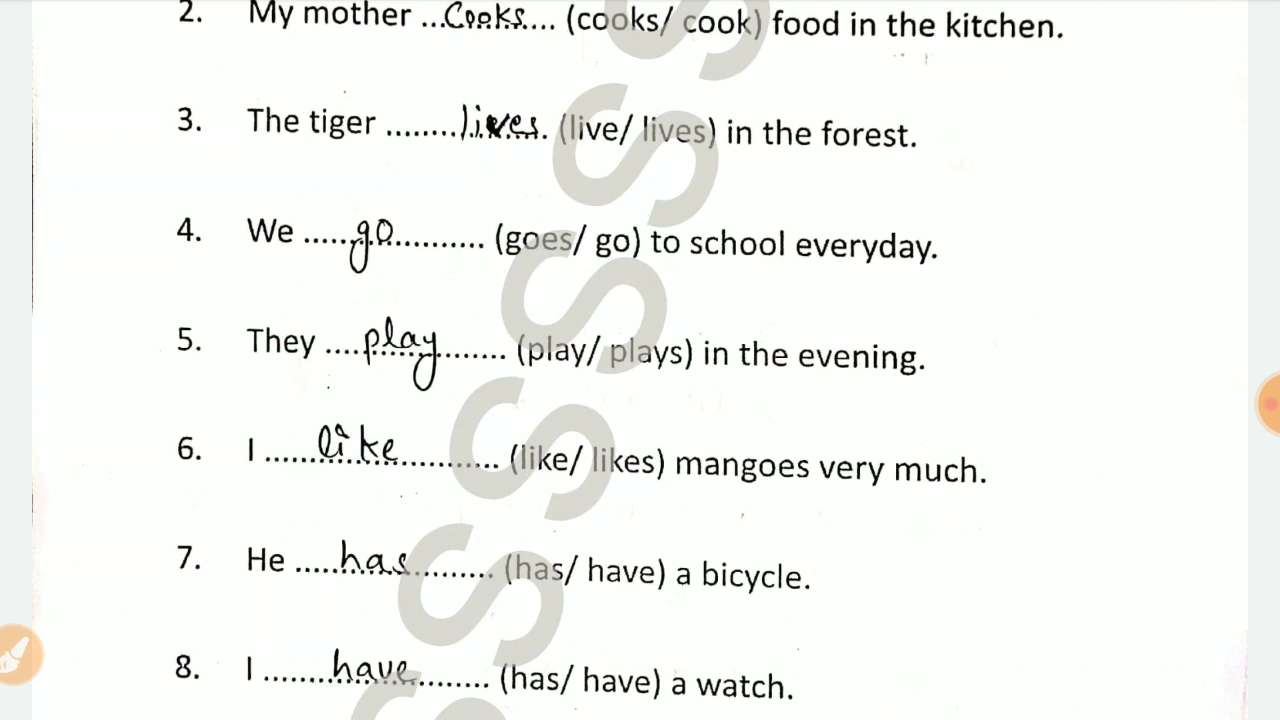 2. My mother ...Cooks.... (cooks/ cook) food in the kitchen.
3. The tiger ........lives. (live/ lives) in the forest.
4. We .....go.......... (goes/ go) to school everyday.
5. They ....play....... (play/ plays) in the evening.
6. I ......like.......... (like/ likes) mangoes very much.
7. He .....has......... (has/ have) a bicycle.
8. I .......have........ (has/ have) a watch.
SSSSS